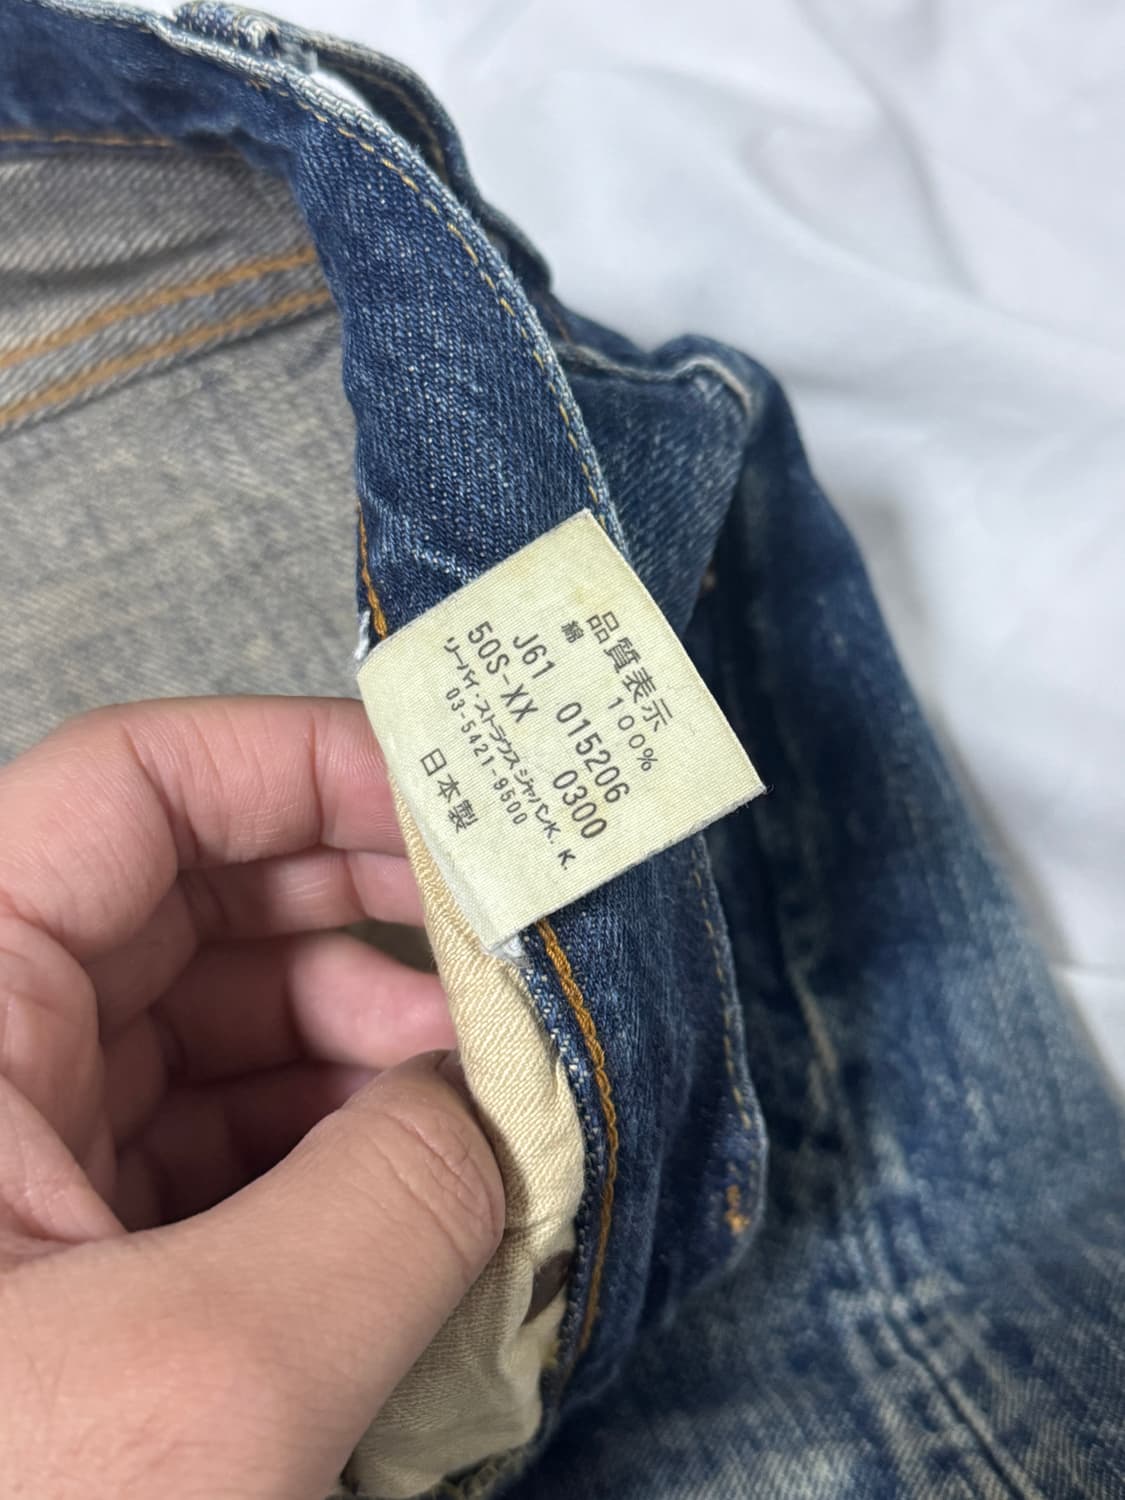 品質表示
綿 100%
J61 015206
50S-XX 0300
リーバイ・ストラウスジャパンK. K.
03-5421-9500
日本製